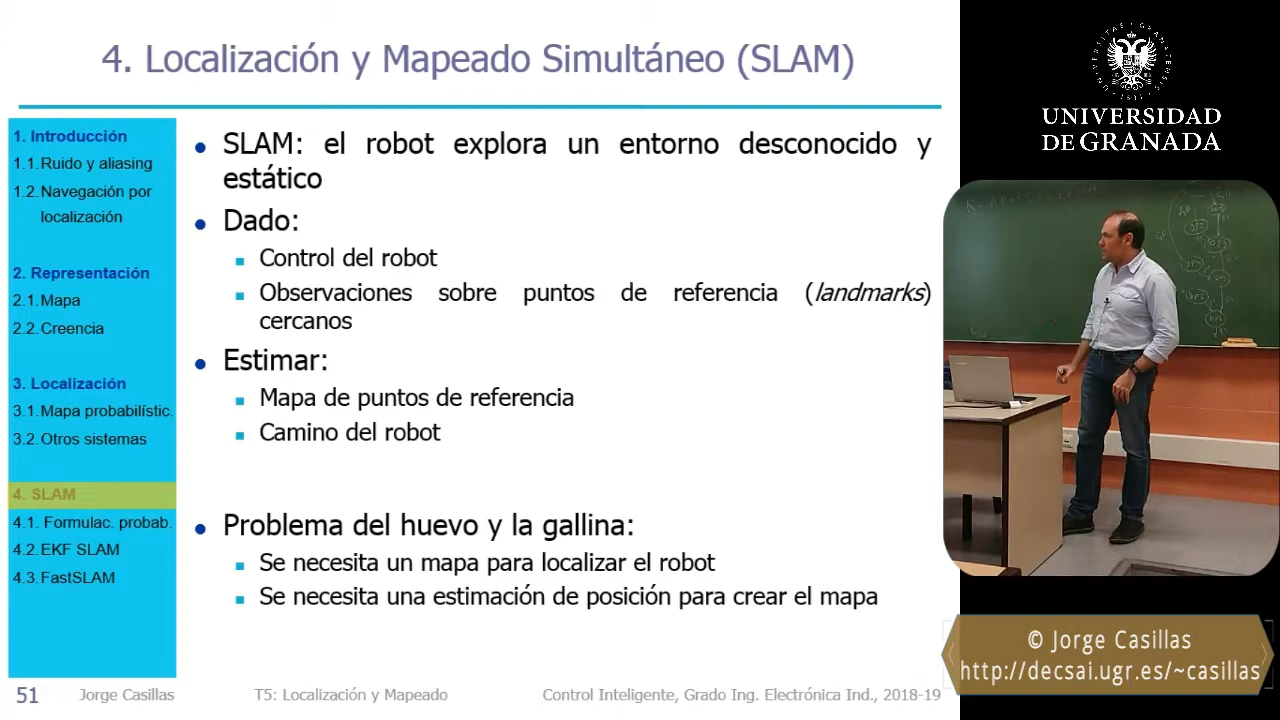 4. Localización y Mapeado Simultáneo (SLAM)
1. Introducción
1.1. Ruido y aliasing
1.2. Navegación por
localización
2. Representación
2.1. Mapa
2.2. Creencia
3. Localización
3.1. Mapa probabilístic.
3.2. Otros sistemas
4. SLAM
4.1. Formulac. probab.
4.2. EKF SLAM
4.3. FastSLAM
SLAM: el robot explora un entorno desconocido y
estático
Dado:
Control del robot
Observaciones sobre puntos de referencia (landmarks)
cercanos
Estimar:
Mapa de puntos de referencia
Camino del robot
Problema del huevo y la gallina:
Se necesita un mapa para localizar el robot
Se necesita una estimación de posición para crear el mapa
51 Jorge Casillas T5: Localización y Mapeado Control Inteligente, Grado Ing. Electrónica Ind., 2018-19
UNIVERSIDAD
DE GRANADA
© Jorge Casillas
http://decsai.ugr.es/~casillas